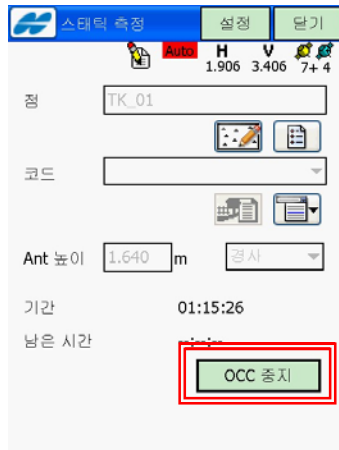 스태틱 측정 설정 닫기
Auto H V
1.906 3.406 7+ 4
점 TK_01
코드
Ant 높이 1.640 m 경사
기간 01:15:26
남은 시간 --:--:--
OCC 중지